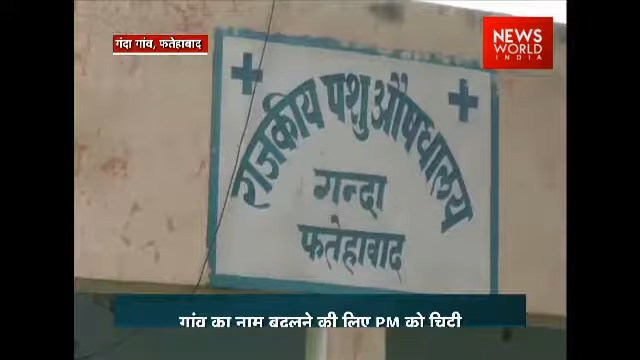 गंदा गांव, फतेहाबाद
NEWS
WORLD
INDIA
राजकीय पशु औषधालय
गन्दा
फतेहाबाद
गांव का नाम बदलने की लिए PM को चिट्ठी